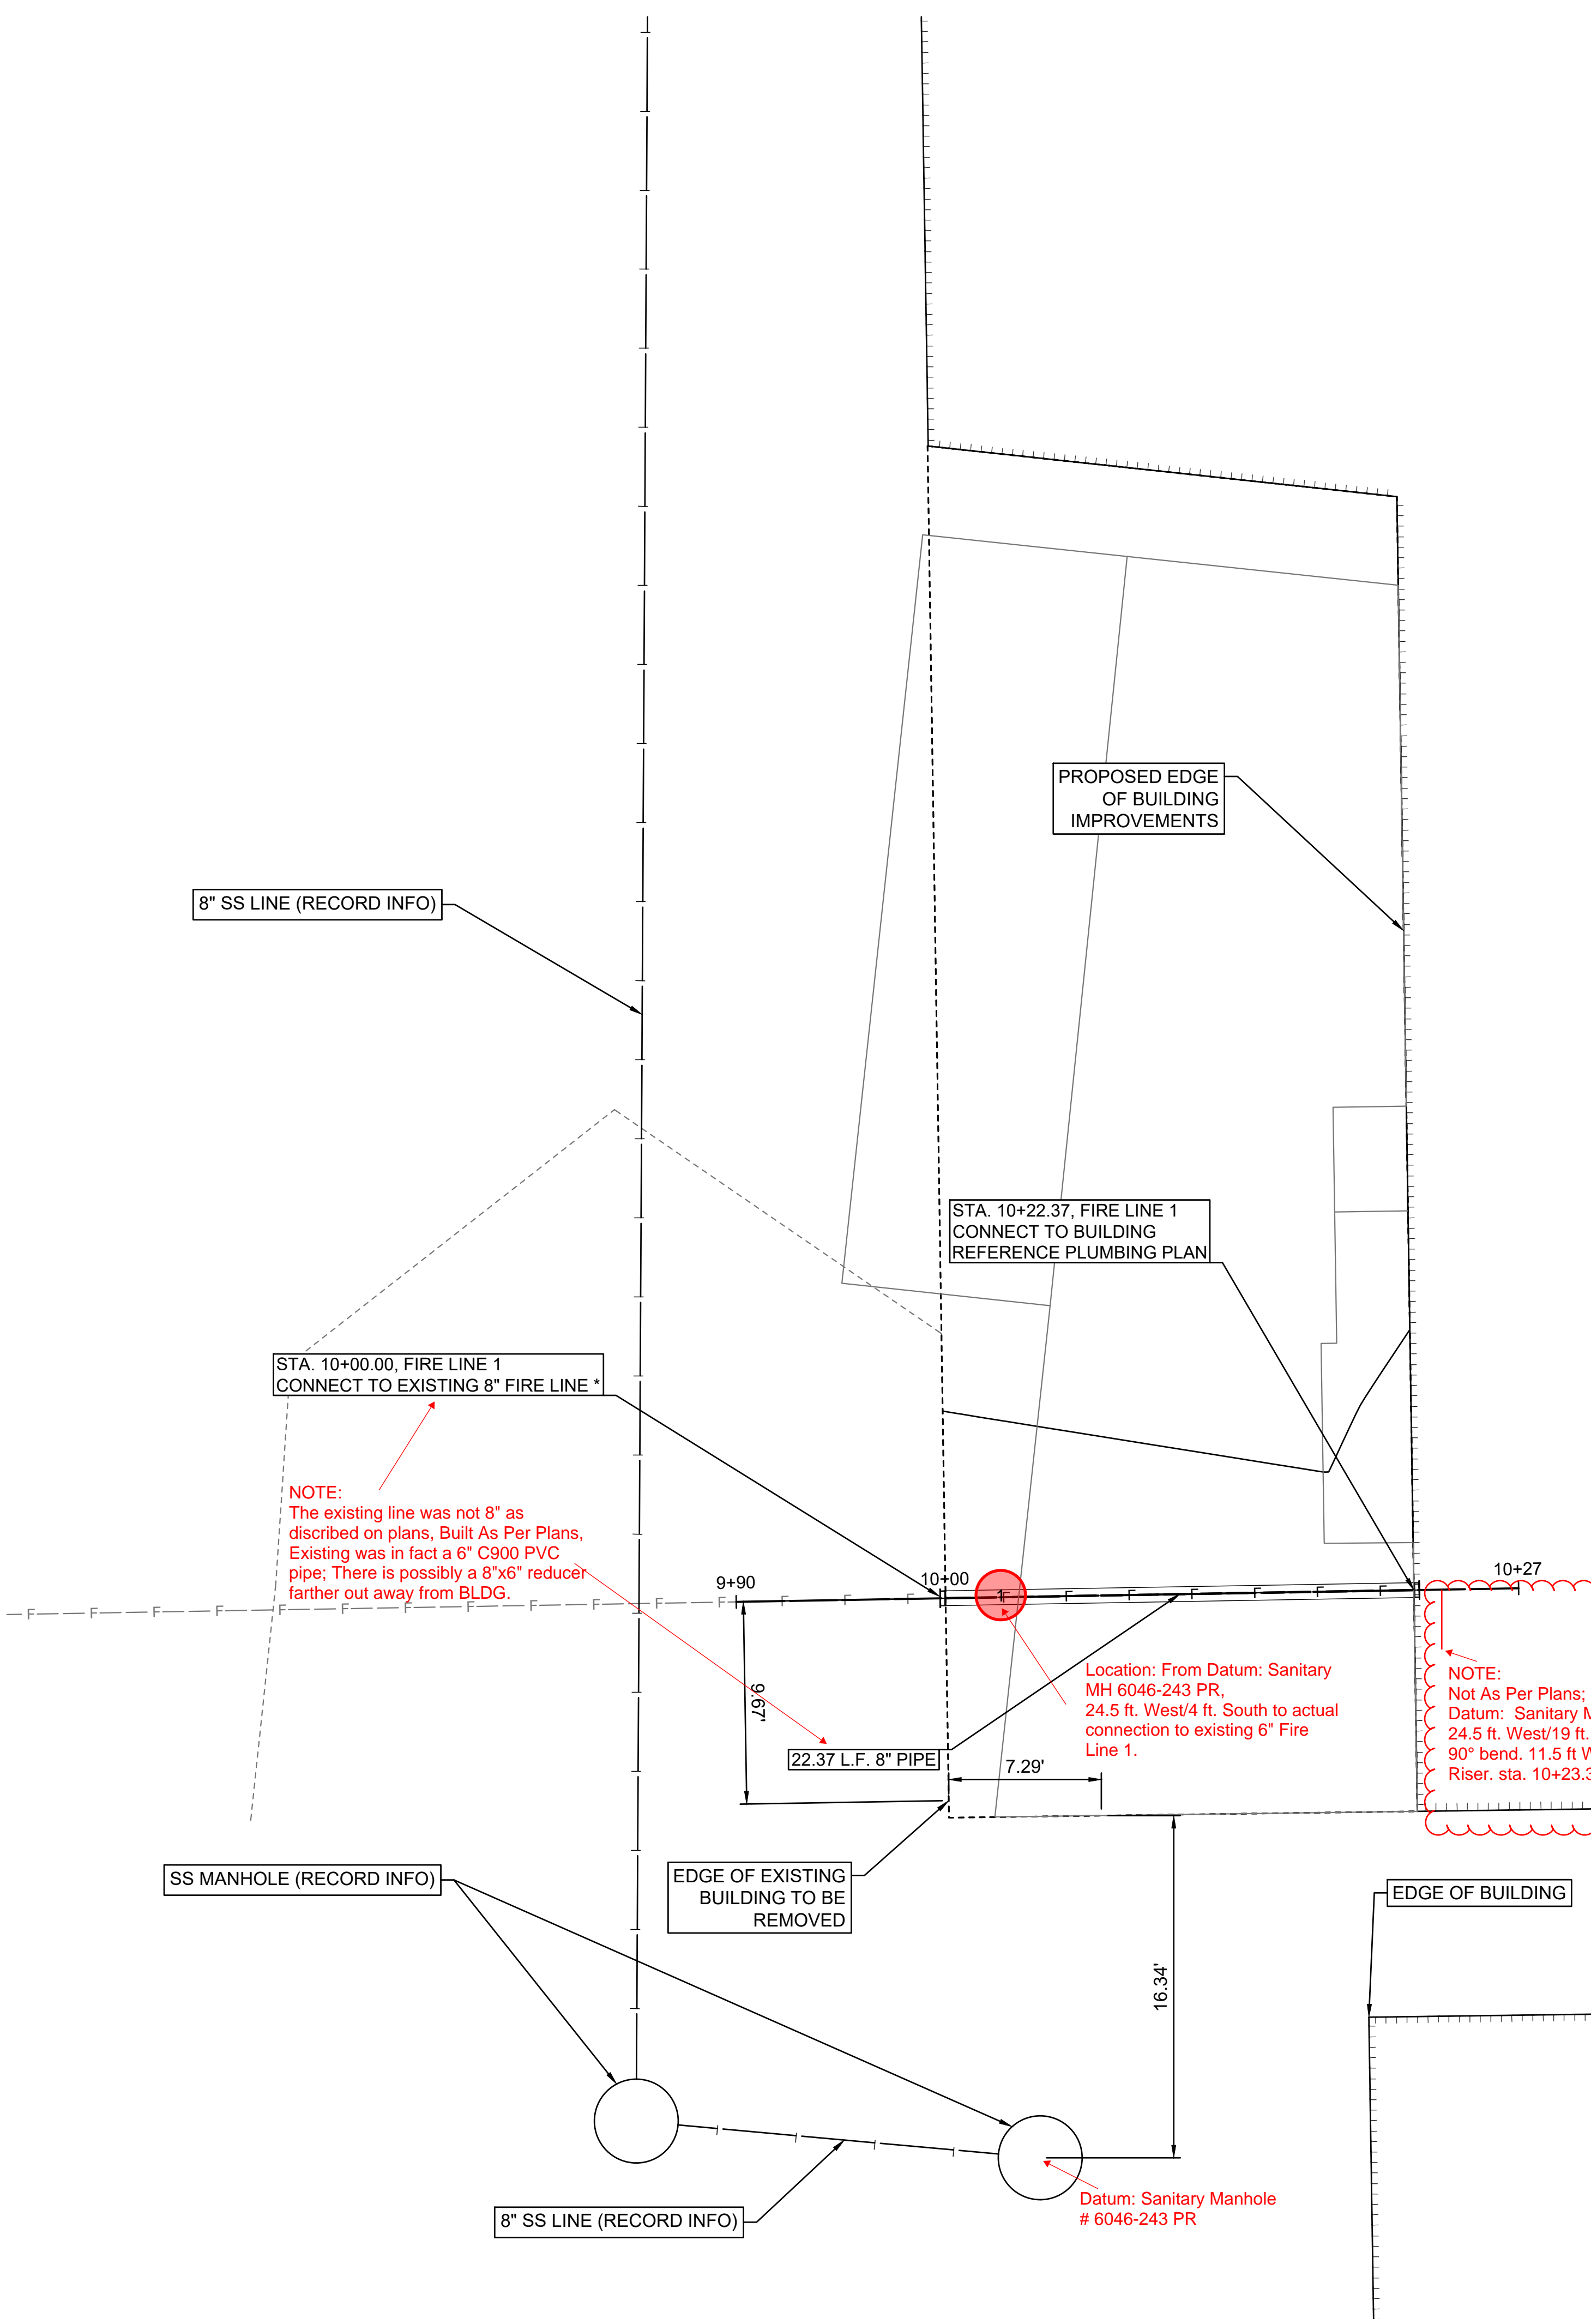 PROPOSED EDGE
OF BUILDING
IMPROVEMENTS
8" SS LINE (RECORD INFO)
STA. 10+22.37, FIRE LINE 1
CONNECT TO BUILDING
REFERENCE PLUMBING PLAN
STA. 10+00.00, FIRE LINE 1
CONNECT TO EXISTING 8" FIRE LINE *
NOTE:
The existing line was not 8" as
discribed on plans, Built As Per Plans,
Existing was in fact a 6" C900 PVC
pipe; There is possibly a 8"x6" reducer
farther out away from BLDG.
9+90
10+00
10+27
F F F F F F F F F F F F F F F
1
F F F F F F F
9.67'
Location: From Datum: Sanitary
MH 6046-243 PR,
24.5 ft. West/4 ft. South to actual
connection to existing 6" Fire
Line 1.
NOTE:
Not As Per Plans;
Datum: Sanitary
24.5 ft. West/19 ft.
90° bend. 11.5 ft
Riser. sta. 10+23.3
22.37 L.F. 8" PIPE
7.29'
SS MANHOLE (RECORD INFO)
EDGE OF EXISTING
BUILDING TO BE
REMOVED
EDGE OF BUILDING
16.34'
8" SS LINE (RECORD INFO)
Datum: Sanitary Manhole
# 6046-243 PR